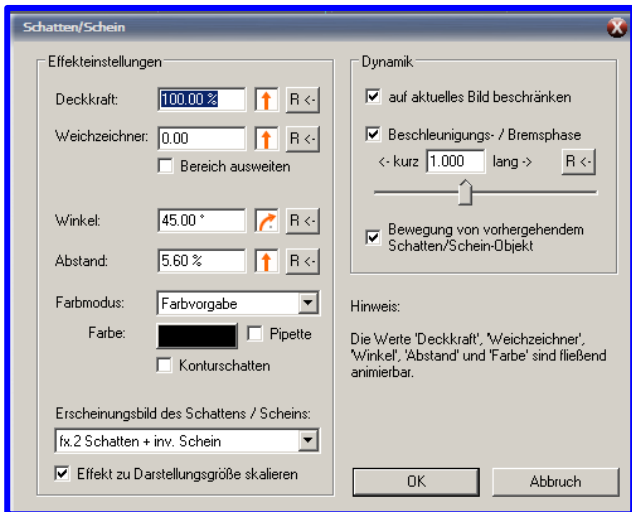 Schatten/Schein
Effekteinstellungen
Deckkraft: 100.00 % R <-
Weichzeichner: 0.00 R <-
Bereich ausweiten
Winkel: 45.00 ° R <-
Abstand: 5.60 % R <-
Farbmodus: Farbvorgabe
Farbe: Pipette
Konturschatten
Erscheinungsbild des Schattens / Scheins:
fx.2 Schatten + inv. Schein
Effekt zu Darstellungsgröße skalieren
Dynamik
auf aktuelles Bild beschränken
Beschleunigungs- / Bremsphase
<- kurz 1.000 lang -> R <-
Bewegung von vorhergehendem
Schatten/Schein-Objekt
Hinweis:
Die Werte 'Deckkraft', 'Weichzeichner',
'Winkel', 'Abstand' und 'Farbe' sind fließend
animierbar.
OK Abbruch